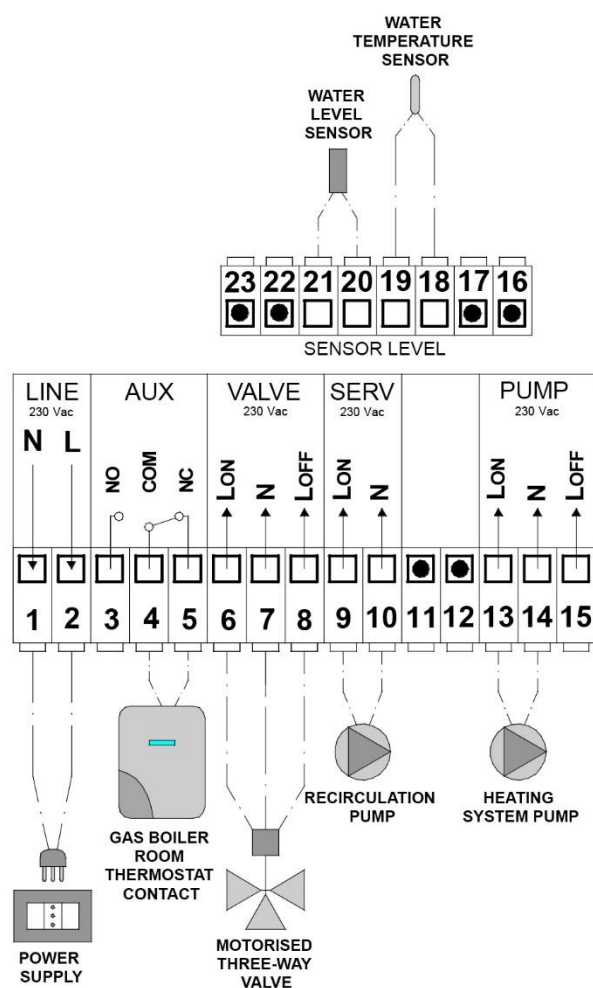 WATER
TEMPERATURE
SENSOR
WATER
LEVEL
SENSOR
23 22 21 20 19 18 17 16
SENSOR LEVEL
LINE AUX VALVE SERV PUMP
230 Vac 230 Vac 230 Vac 230 Vac
N L NO COM NC LON N LOFF LON N LON N LOFF
1 2 3 4 5 6 7 8 9 10 11 12 13 14 15
GAS BOILER
ROOM
THERMOSTAT
CONTACT
RECIRCULATION
PUMP
HEATING
SYSTEM PUMP
POWER
SUPPLY
MOTORISED
THREE-WAY
VALVE